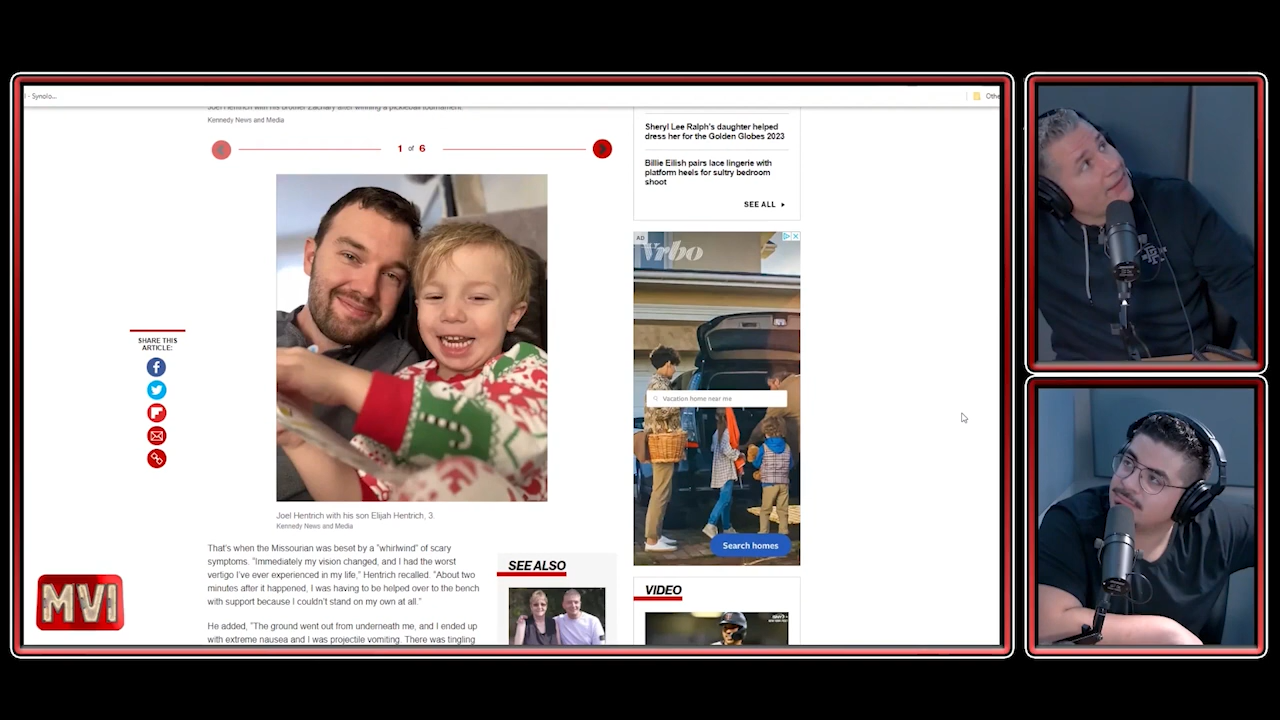 - Synolo...
Othe
Joel Hentrich with his brother Zachary after winning a pickleball tournament.
Kennedy News and Media
1 of 6
SHARE THIS
ARTICLE:
Joel Hentrich with his son Elijah Hentrich, 3.
Kennedy News and Media
That's when the Missourian was beset by a "whirlwind" of scary
symptoms. "Immediately my vision changed, and I had the worst
vertigo I've ever experienced in my life," Hentrich recalled. "About two
minutes after it happened, I was having to be helped over to the bench
with support because I couldn't stand on my own at all."
He added, "The ground went out from underneath me, and I ended up
with extreme nausea and I was projectile vomiting. There was tingling
SEE ALSO
Sheryl Lee Ralph's daughter helped
dress her for the Golden Globes 2023
Billie Eilish pairs lace lingerie with
platform heels for sultry bedroom
shoot
SEE ALL
AD
Vrbo
Vacation home near me
Search homes
VIDEO
MVI